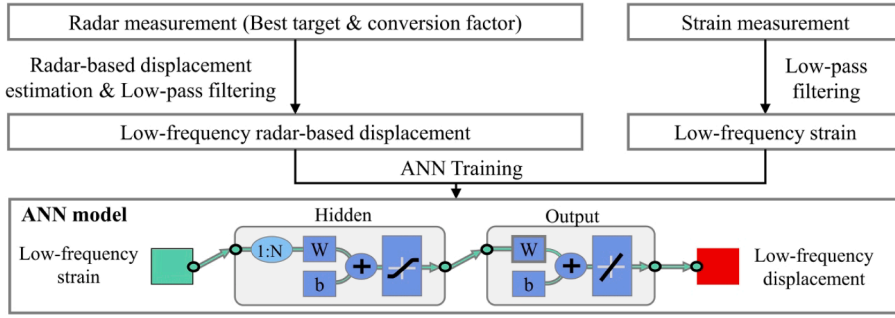 Radar measurement (Best target & conversion factor)
Strain measurement
Radar-based displacement
estimation & Low-pass filtering
Low-pass
filtering
Low-frequency radar-based displacement
Low-frequency strain
ANN Training
ANN model
Hidden
Output
Low-frequency
strain
1:N
W
b
W
b
Low-frequency
displacement